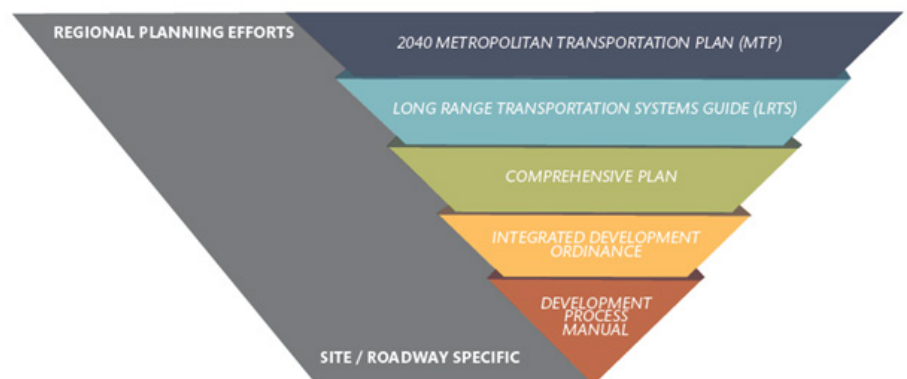 REGIONAL PLANNING EFFORTS
2040 METROPOLITAN TRANSPORTATION PLAN (MTP)
LONG RANGE TRANSPORTATION SYSTEMS GUIDE (LRTS)
COMPREHENSIVE PLAN
INTEGRATED DEVELOPMENT
ORDINANCE
DEVELOPMENT
PROCESS
MANUAL
SITE / ROADWAY SPECIFIC